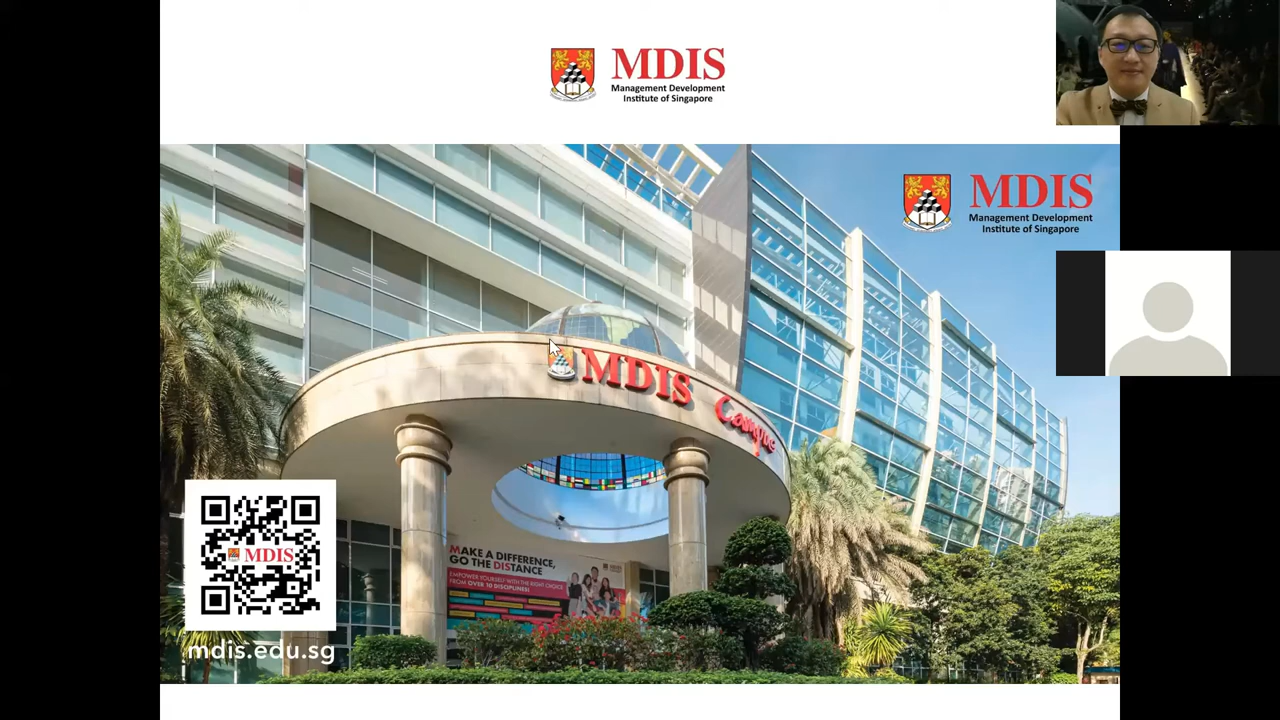 MDIS
Management Development
Institute of Singapore
MDIS
Management Development
Institute of Singapore
MDIS
Campus
MAKE A DIFFERENCE,
GO THE DISTANCE
EMPOWER YOURSELF WITH THE RIGHT CHOICE
FROM OVER 10 DISCIPLINES!
MDIS
mdis.edu.sg